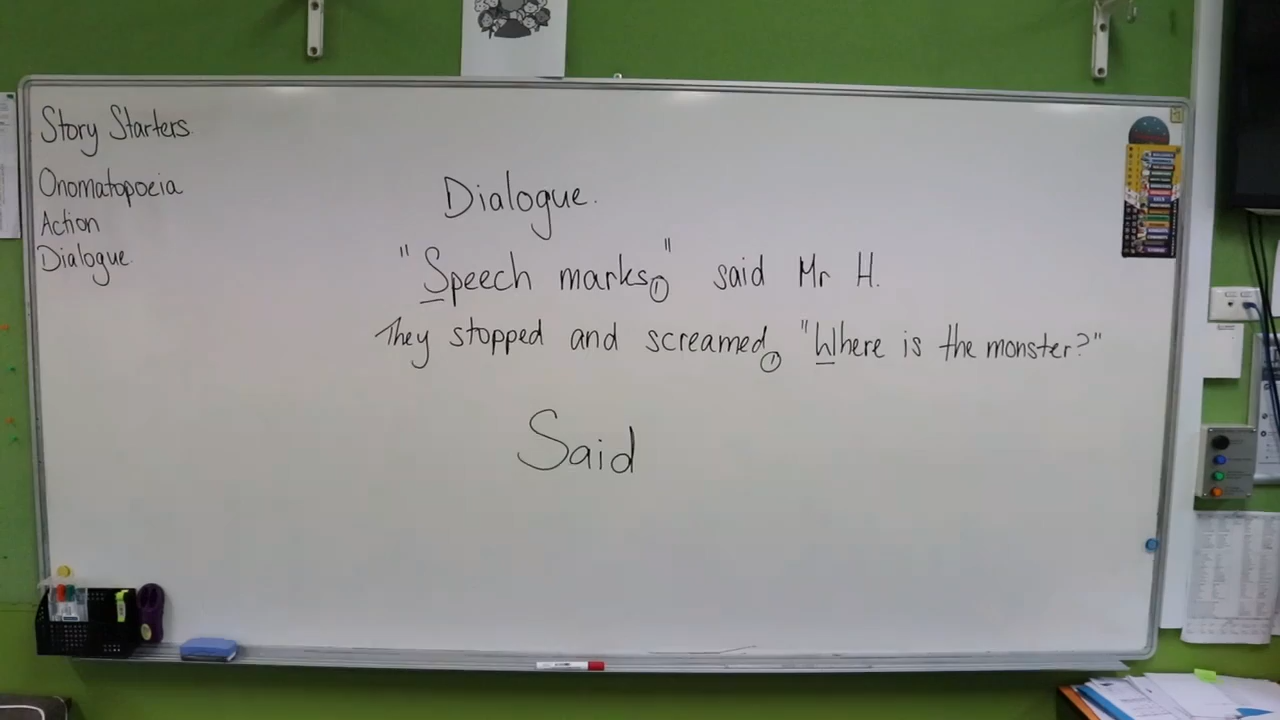 Story Starters
Onomatopoeia
Action
Dialogue.
Dialogue.
"Speech marks," said Mr H.
They stopped and screamed, "Where is the monster?"
Said